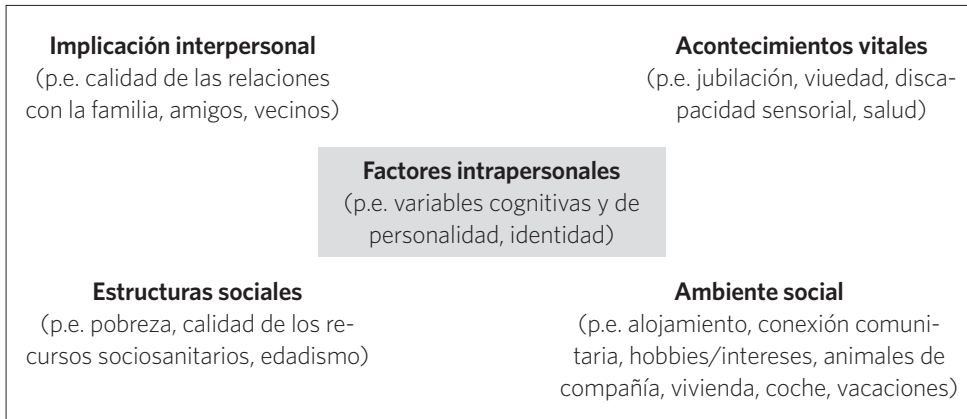 Implicación interpersonal
(p.e. calidad de las relaciones
con la familia, amigos, vecinos)
Acontecimientos vitales
(p.e. jubilación, viuedad, disca-
pacidad sensorial, salud)
Factores intrapersonales
(p.e. variables cognitivas y de
personalidad, identidad)
Estructuras sociales
(p.e. pobreza, calidad de los re-
cursos sociosanitarios, edadismo)
Ambiente social
(p.e. alojamiento, conexión comuni-
taria, hobbies/intereses, animales de
compañía, vivienda, coche, vacaciones)